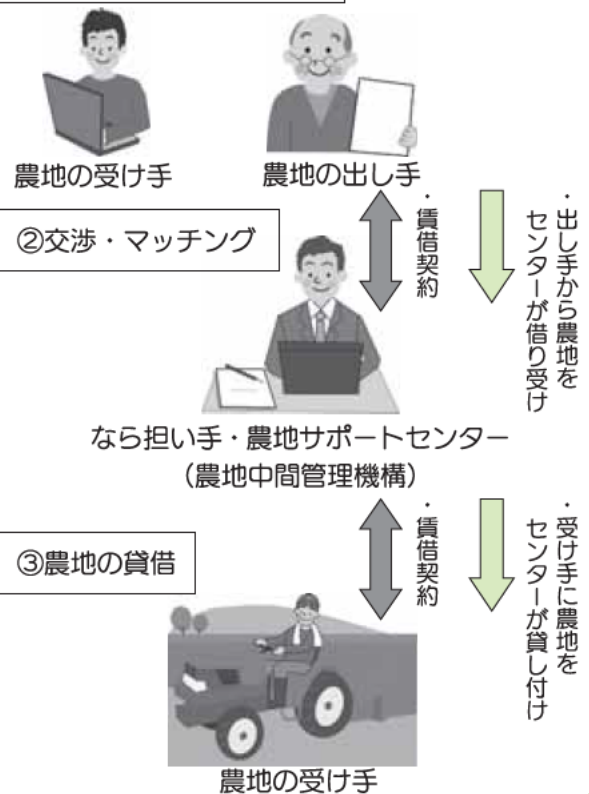 農地の受け手
農地の出し手
②交渉・マッチング
・賃借契約
・出し手から農地を
センターが借り受け
なら担い手・農地サポートセンター
（農地中間管理機構）
③農地の貸借
・賃借契約
・受け手に農地を
センターが貸し付け
農地の受け手